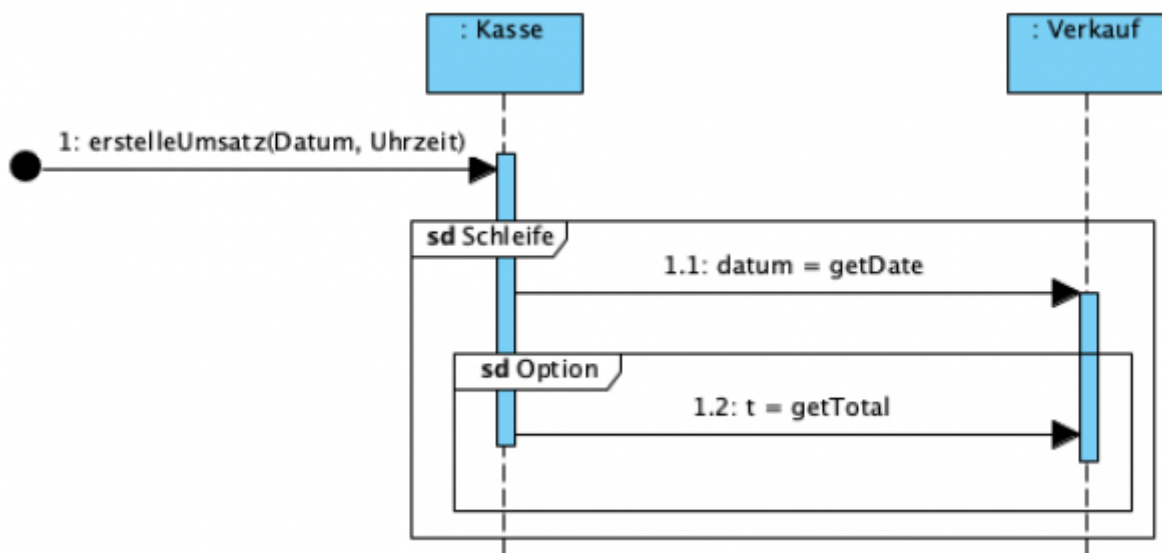 : Kasse
: Verkauf
1: erstelleUmsatz(Datum, Uhrzeit)
sd Schleife
1.1: datum = getDate
sd Option
1.2: t = getTotal